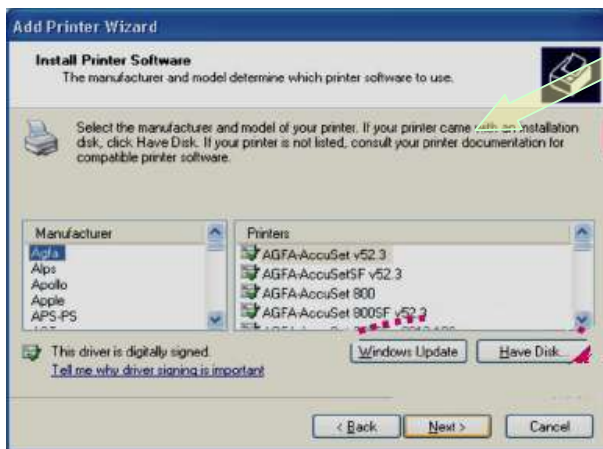 Add Printer Wizard
Install Printer Software
The manufacturer and model determine which printer software to use.
Select the manufacturer and model of your printer. If your printer came with an installation
disk, click Have Disk. If your printer is not listed, consult your printer documentation for
compatible printer software.
Manufacturer
Agfa
Alps
Apollo
Apple
APS-PS
Printers
AGFA-AccuSet v52.3
AGFA-AccuSetSF v52.3
AGFA-AccuSet 800
AGFA-AccuSet 800SF v52.3
This driver is digitally signed.
Tell me why driver signing is important
Windows Update
Have Disk...
< Back
Next >
Cancel